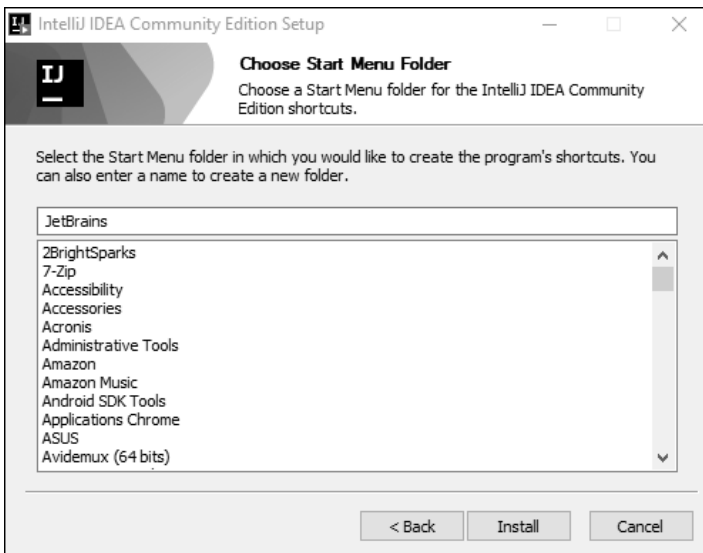 IntelliJ IDEA Community Edition Setup
IJ
Choose Start Menu Folder
Choose a Start Menu folder for the IntelliJ IDEA Community
Edition shortcuts.
Select the Start Menu folder in which you would like to create the program's shortcuts. You
can also enter a name to create a new folder.
JetBrains
2BrightSparks
7-Zip
Accessibility
Accessories
Acronis
Administrative Tools
Amazon
Amazon Music
Android SDK Tools
Applications Chrome
ASUS
Avidemux (64 bits)
< Back
Install
Cancel